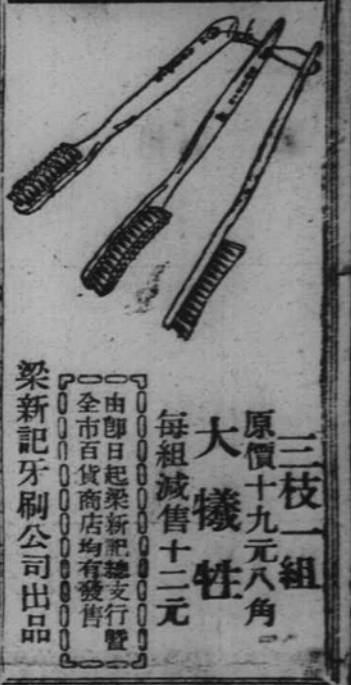 三枝一組
原價十九元八角
大犧牲
每組減售十二元
由卽日起梁新記總支行暨
全市百貨商店均有發售
梁新記牙刷公司出品